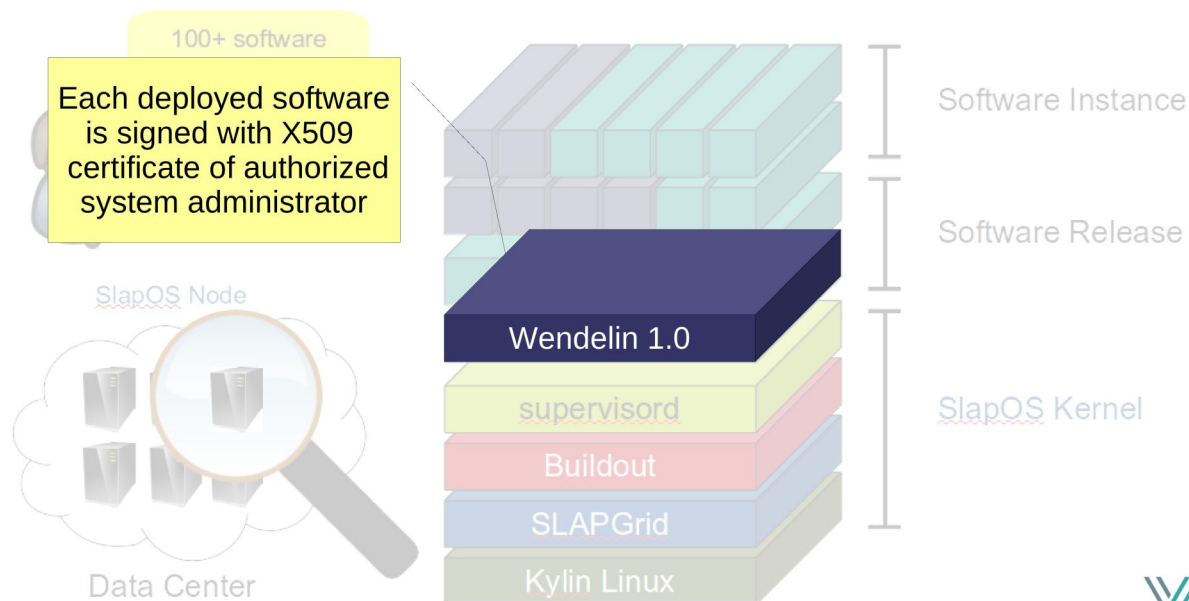 100+ software
Each deployed software
is signed with X509
certificate of authorized
system administrator
Software Instance
Software Release
SlapOS Node
Wendelin 1.0
supervisord
SlapOS Kernel
Buildout
SLAPGrid
Kylin Linux
Data Center